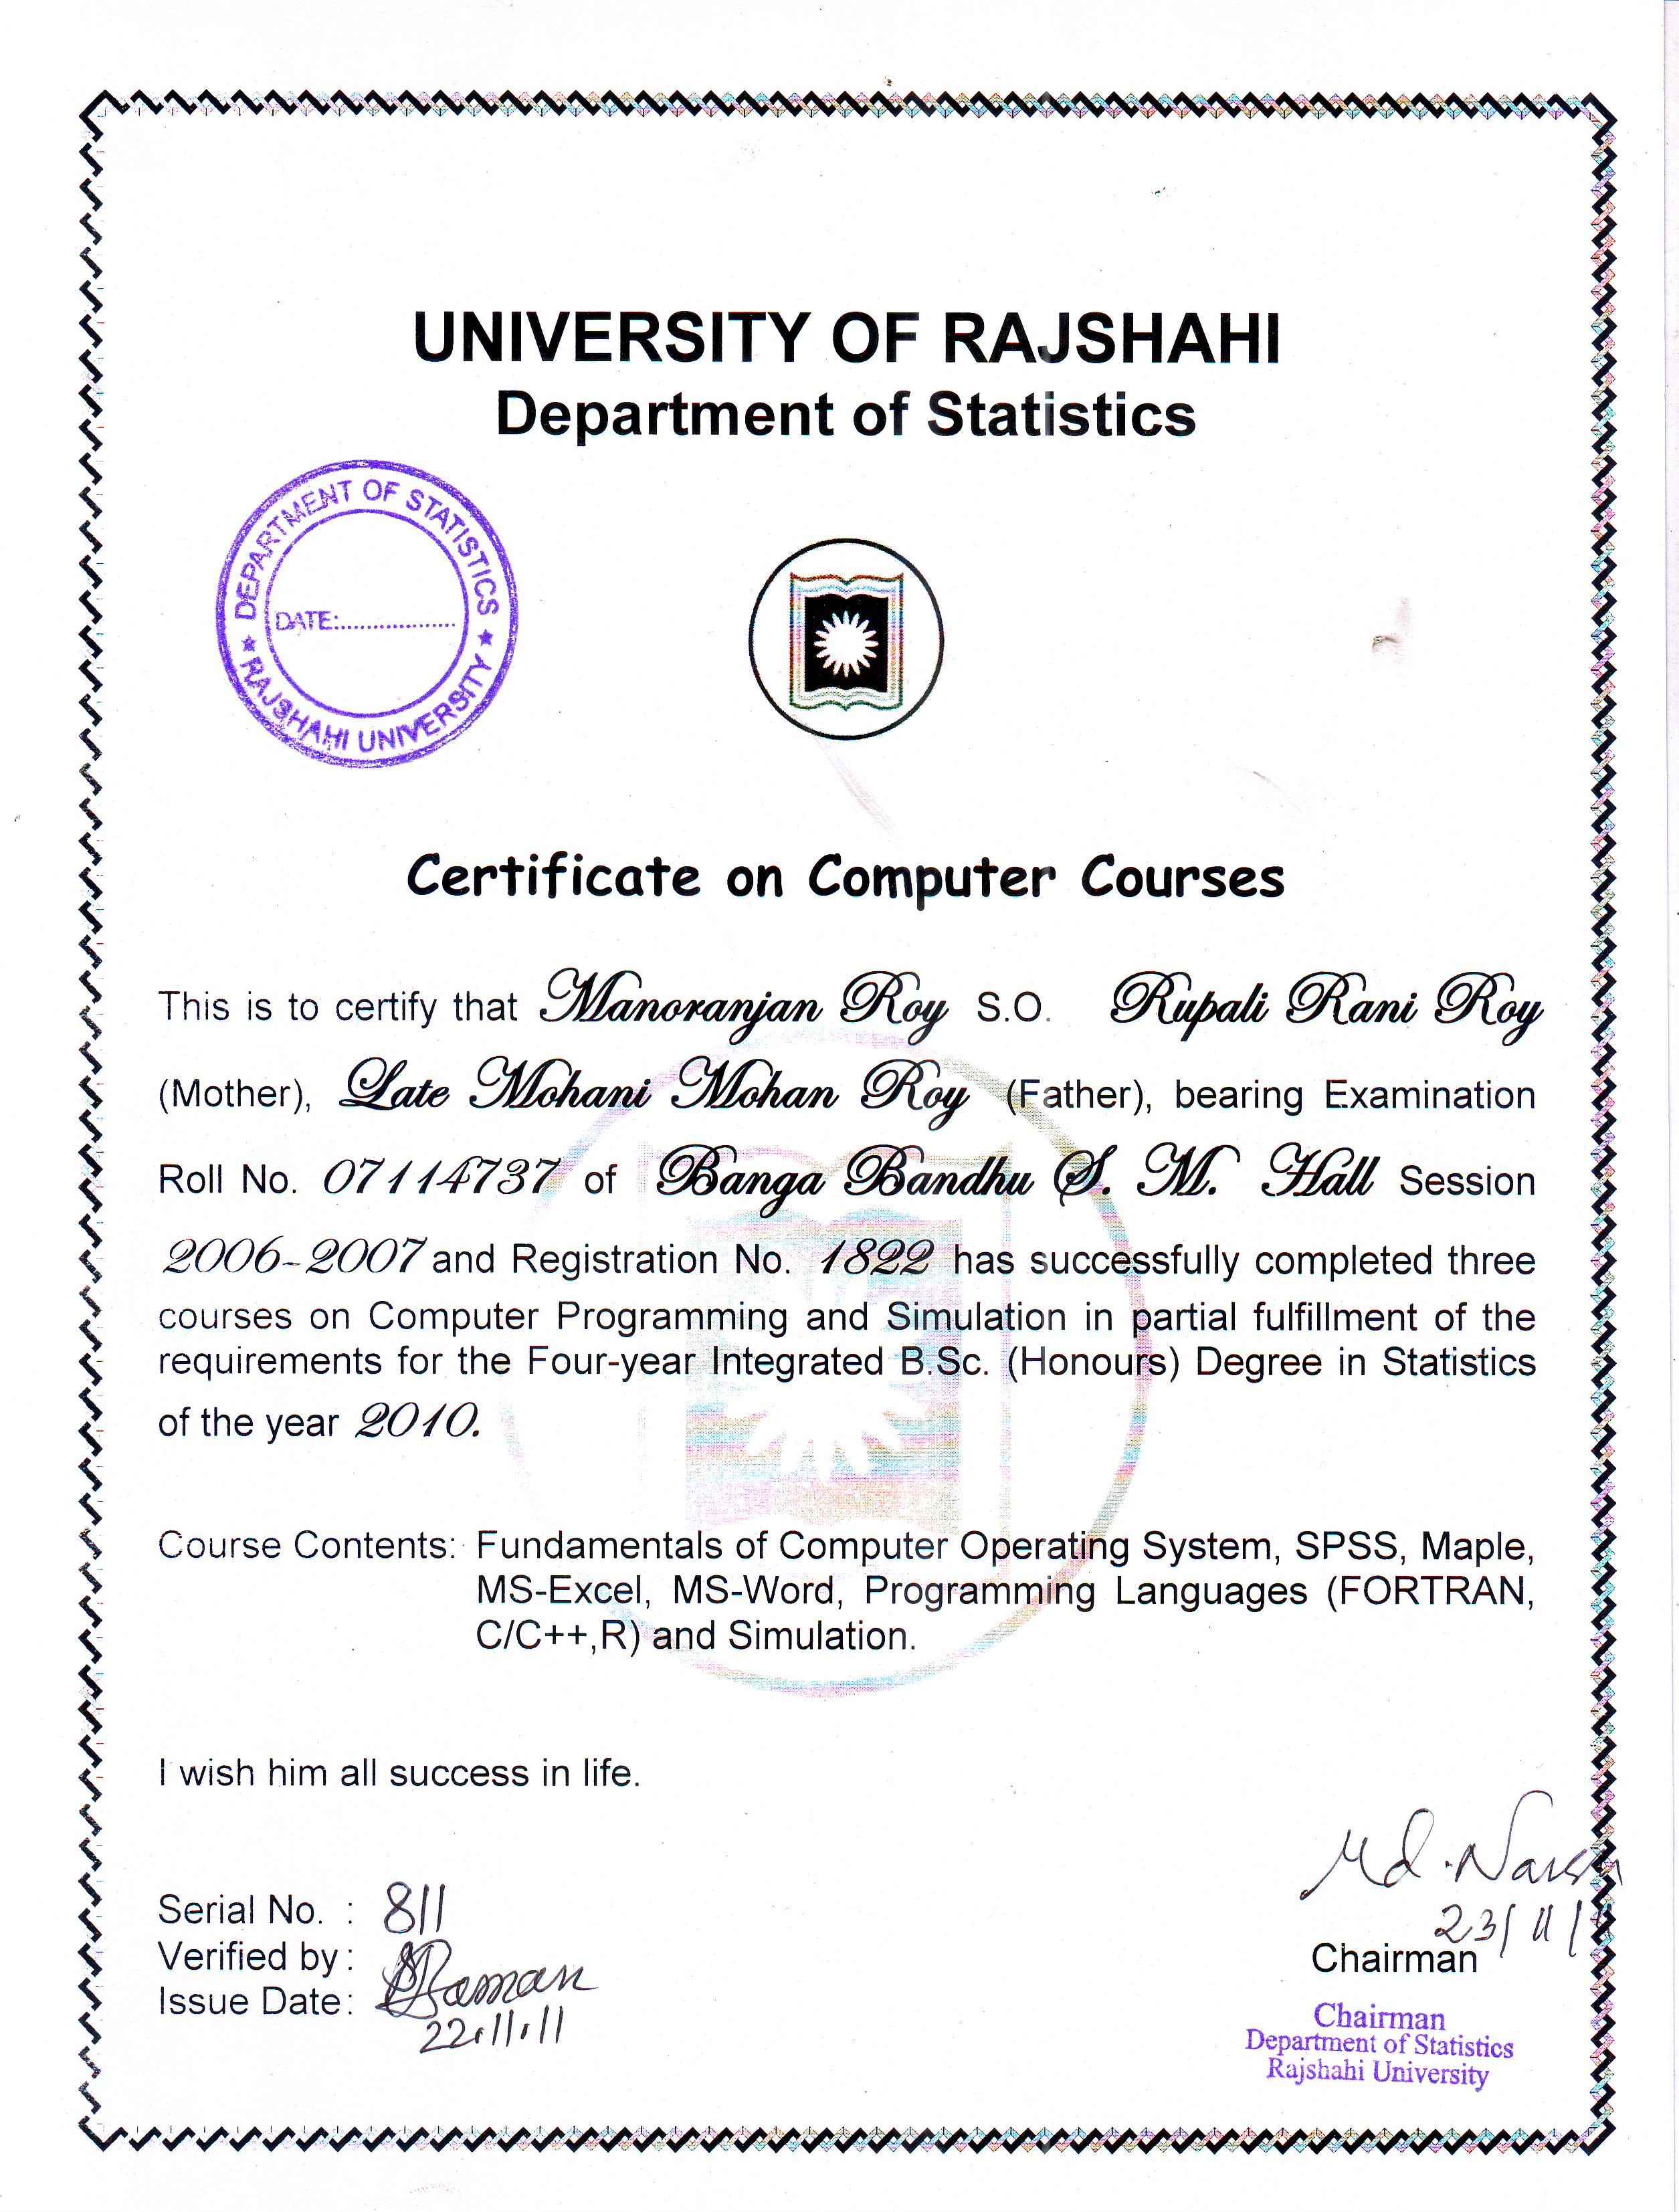 UNIVERSITY OF RAJSHAHI
Department of Statistics
DEPARTMENT OF STATISTICS
DATE:..................
RAJSHAHI UNIVERSITY
Certificate on Computer Courses
This is to certify that Manoranjan Roy S.O. Rupali Rani Roy
(Mother), Late Mohani Mohan Roy (Father), bearing Examination
Roll No. 07114737 of Banga Bandhu S. M. Hall Session
2006-2007 and Registration No. 1822 has successfully completed three
courses on Computer Programming and Simulation in partial fulfillment of the
requirements for the Four-year Integrated B.Sc. (Honours) Degree in Statistics
of the year 2010.
Course Contents: Fundamentals of Computer Operating System, SPSS, Maple,
MS-Excel, MS-Word, Programming Languages (FORTRAN,
C/C++,R) and Simulation.
I wish him all success in life.
Md.
Serial No. : 811
23/11/
Verified by :
Chairman
Issue Date: 22.11.11
Chairman
Department of Statistics
Rajshahi University